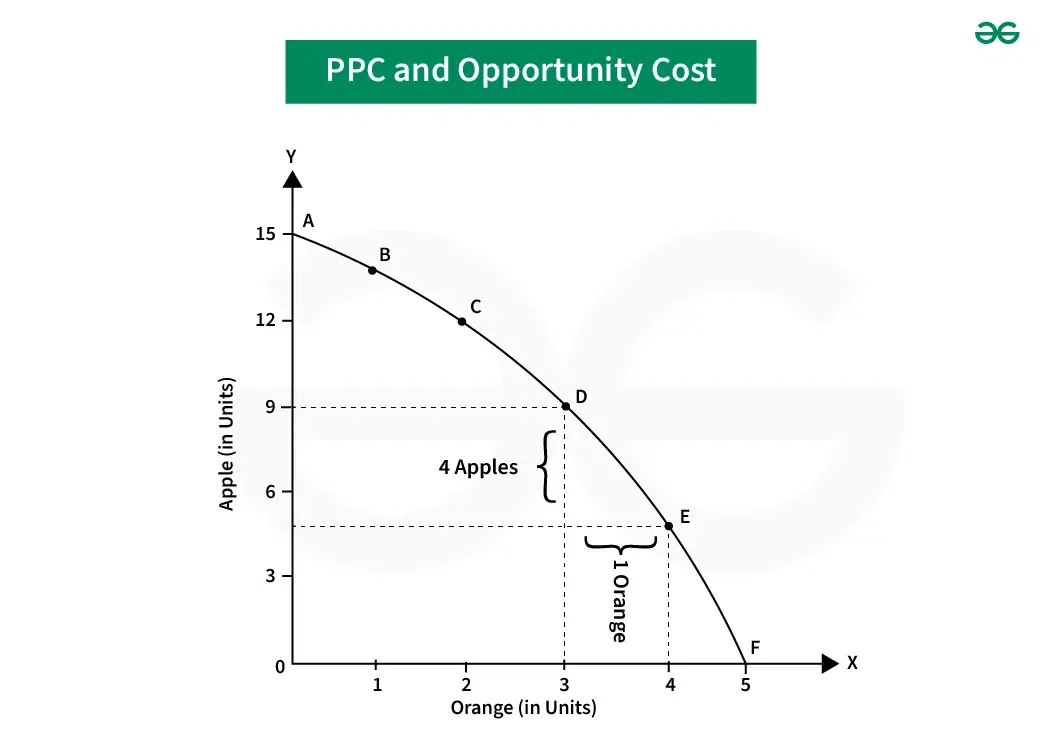 PPC and Opportunity Cost
Y
A
15
B
C
12
D
9
4 Apples
6
E
1 Orange
3
F
0
X
1 2 3 4 5
Apple (in Units)
Orange (in Units)